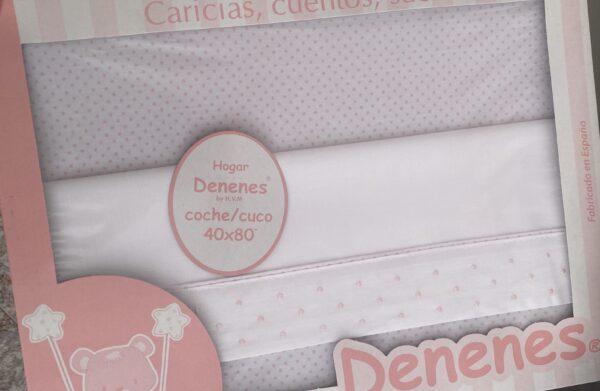 Caricias, cuentos,
Hogar
Denenes®
by H.V.M
coche/cuco
40x80
Fabricado en España
Denenes®